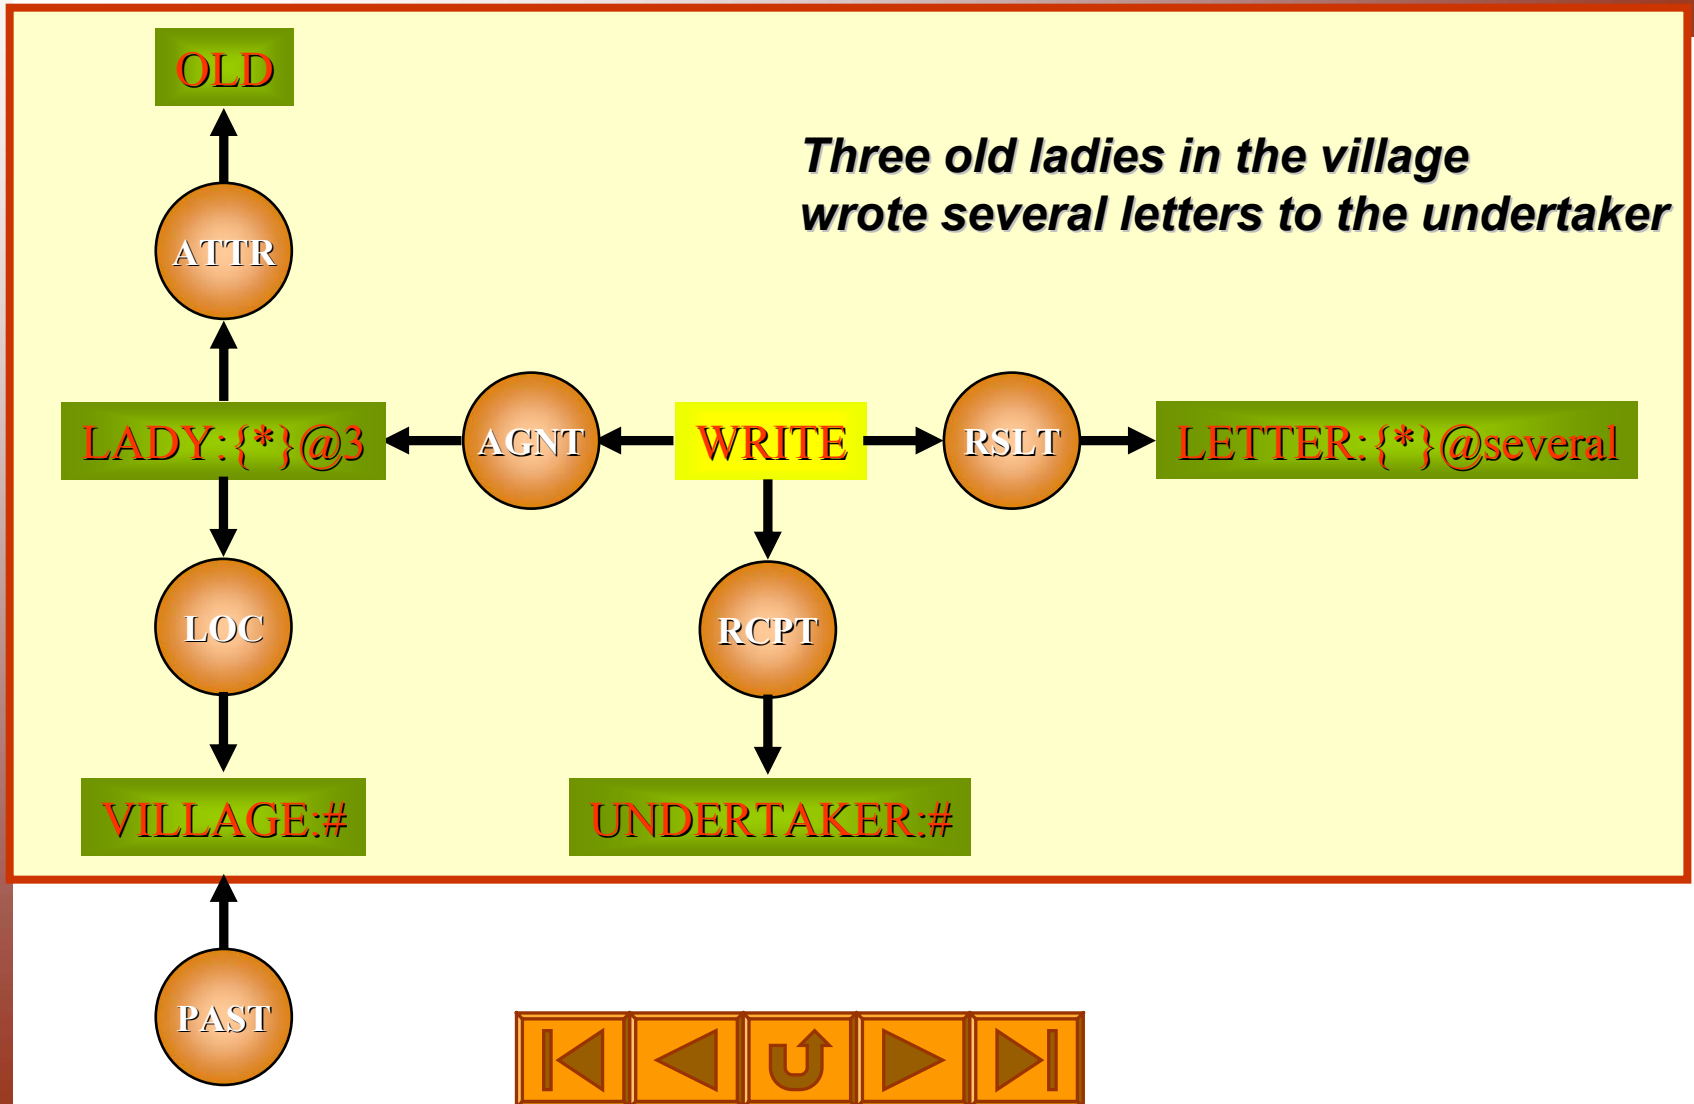 OLD
Three old ladies in the village
wrote several letters to the undertaker
ATTR
LADY:{*}@3
AGNT
WRITE
RSLT
LETTER:{*}@several
LOC
RCPT
VILLAGE:#
UNDERTAKER:#
PAST